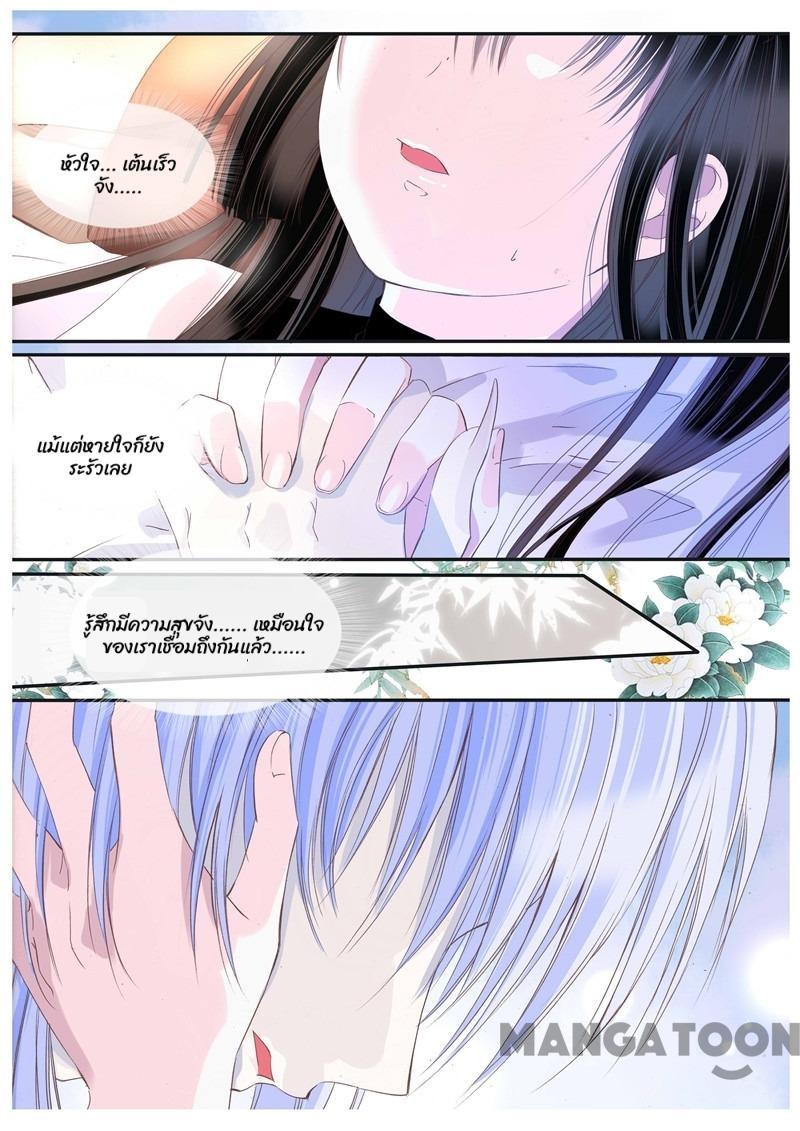 หัวใจ... เต้นเร็ว
จัง.....
แม้แต่หายใจก็ยัง
ระรัวเลย
รู้สึกมีความสุขจัง...... เหมือนใจ
ของเราเชื่อมถึงกันแล้ว......
MANGATOON